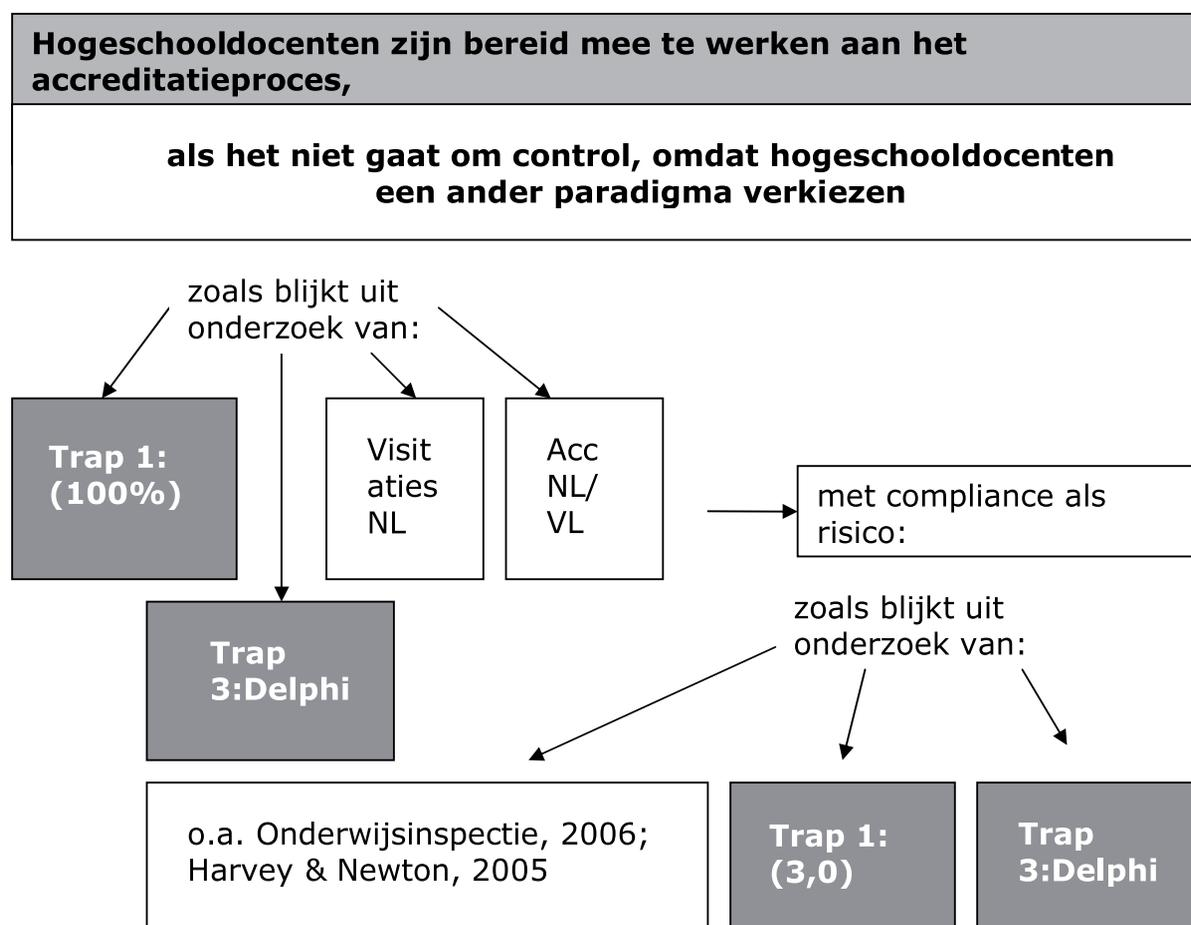 Hogeschooldocenten zijn bereid mee te werken aan het
accreditatieproces,
als het niet gaat om control, omdat hogeschooldocenten
een ander paradigma verkiezen
zoals blijkt uit
onderzoek van:
Trap 1:
(100%)
Visit
aties
NL
Acc
NL/
VL
met compliance als
risico:
Trap
3:Delphi
zoals blijkt uit
onderzoek van:
o.a. Onderwijsinspectie, 2006;
Harvey & Newton, 2005
Trap 1:
(3,0)
Trap
3:Delphi